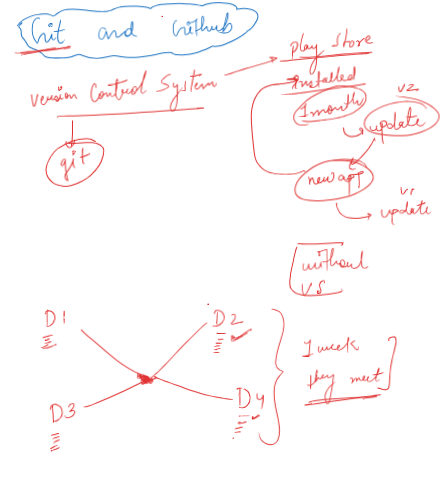 Git and Github
Play Store
Version Control System
Installed
1 month
v2
update
git
new app
v1
update
without
VS
D1
D2
1 week
they meet
D3
D4